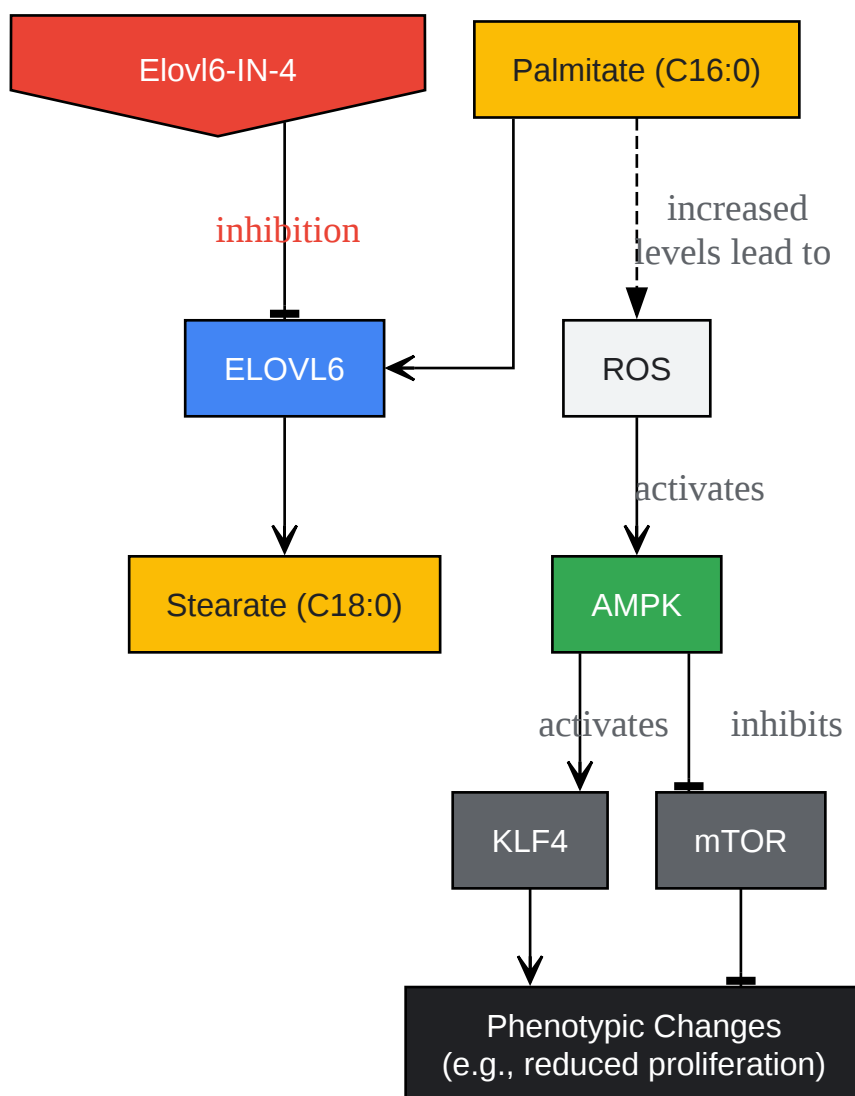 Elovl6-IN-4
Palmitate (C16:0)
inhibition
increased
levels lead to
ELOVL6
ROS
activates
Stearate (C18:0)
AMPK
activates
inhibits
KLF4
mTOR
Phenotypic Changes
(e.g., reduced proliferation)